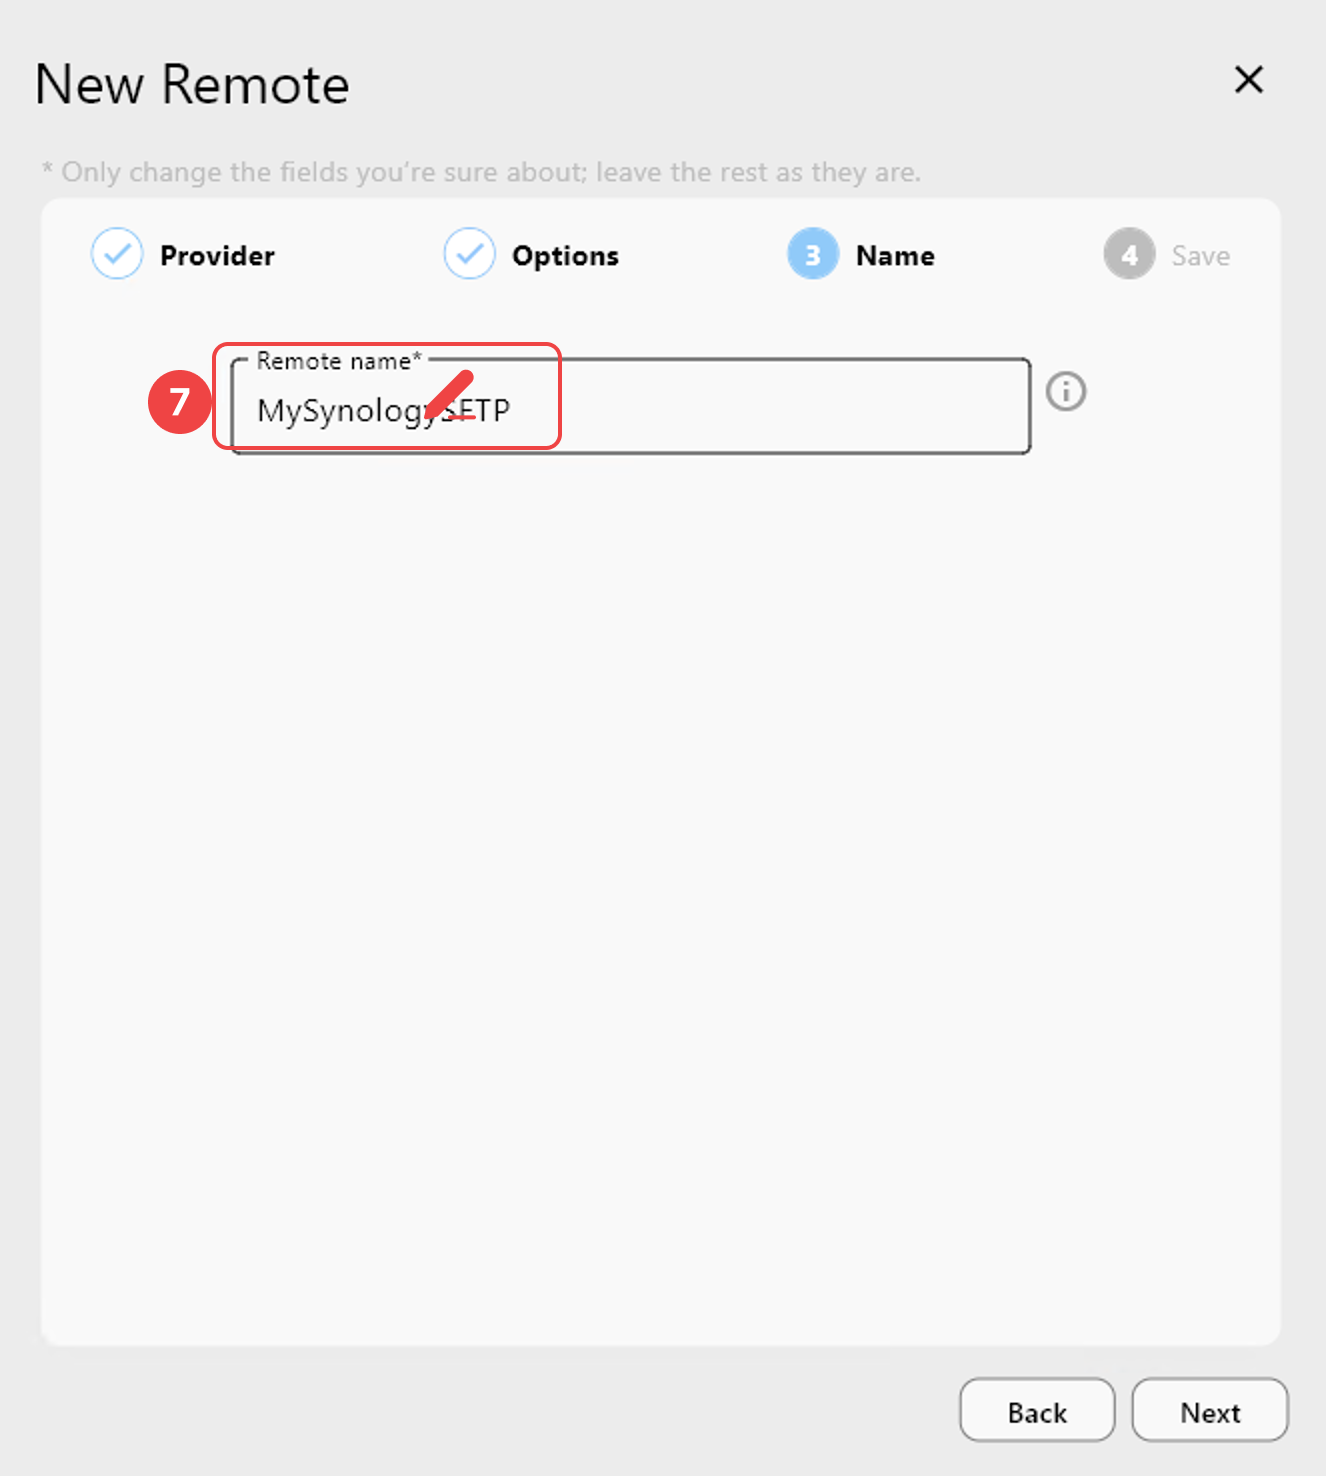 New Remote
* Only change the fields you're sure about; leave the rest as they are.
Provider Options 3 Name 4 Save
Remote name*
7 MySynologySFTP
Back Next